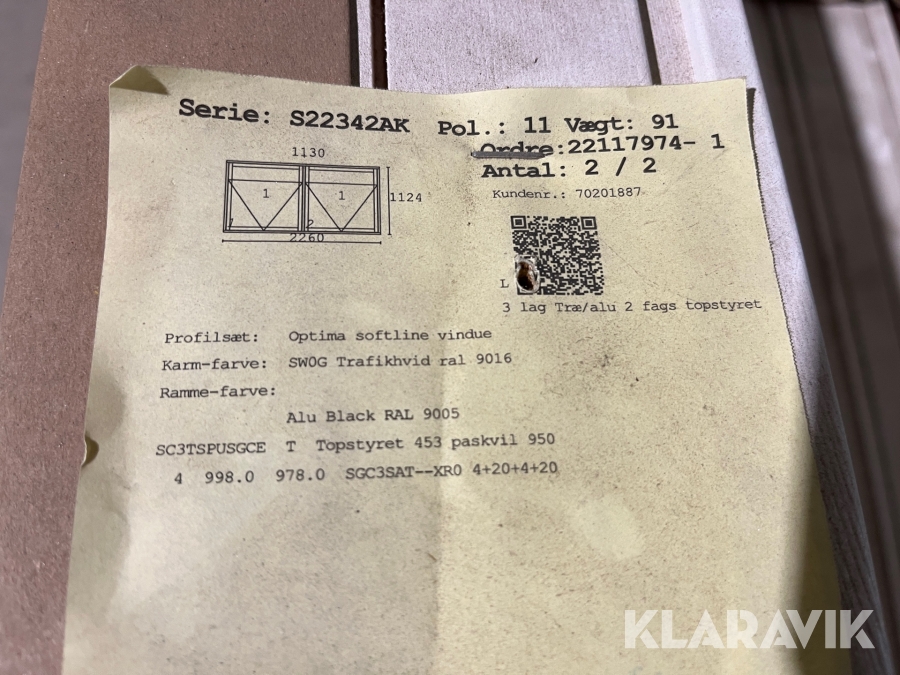 Serie: S22342AK Pol.: 11 Vægt: 91
Ordre:22117974- 1
Antal: 2 / 2
Kundenr.: 70201887
1130
1 1
1124
1 2
2260
L
3 lag Træ/alu 2 fags topstyret
Profilsæt: Optima softline vindue
Karm-farve: SW0G Trafikhvid ral 9016
Ramme-farve:
Alu Black RAL 9005
SC3TSPUSGCE T Topstyret 453 paskvil 950
4 998.0 978.0 SGC3SAT--XR0 4+20+4+20
KLARAVIK